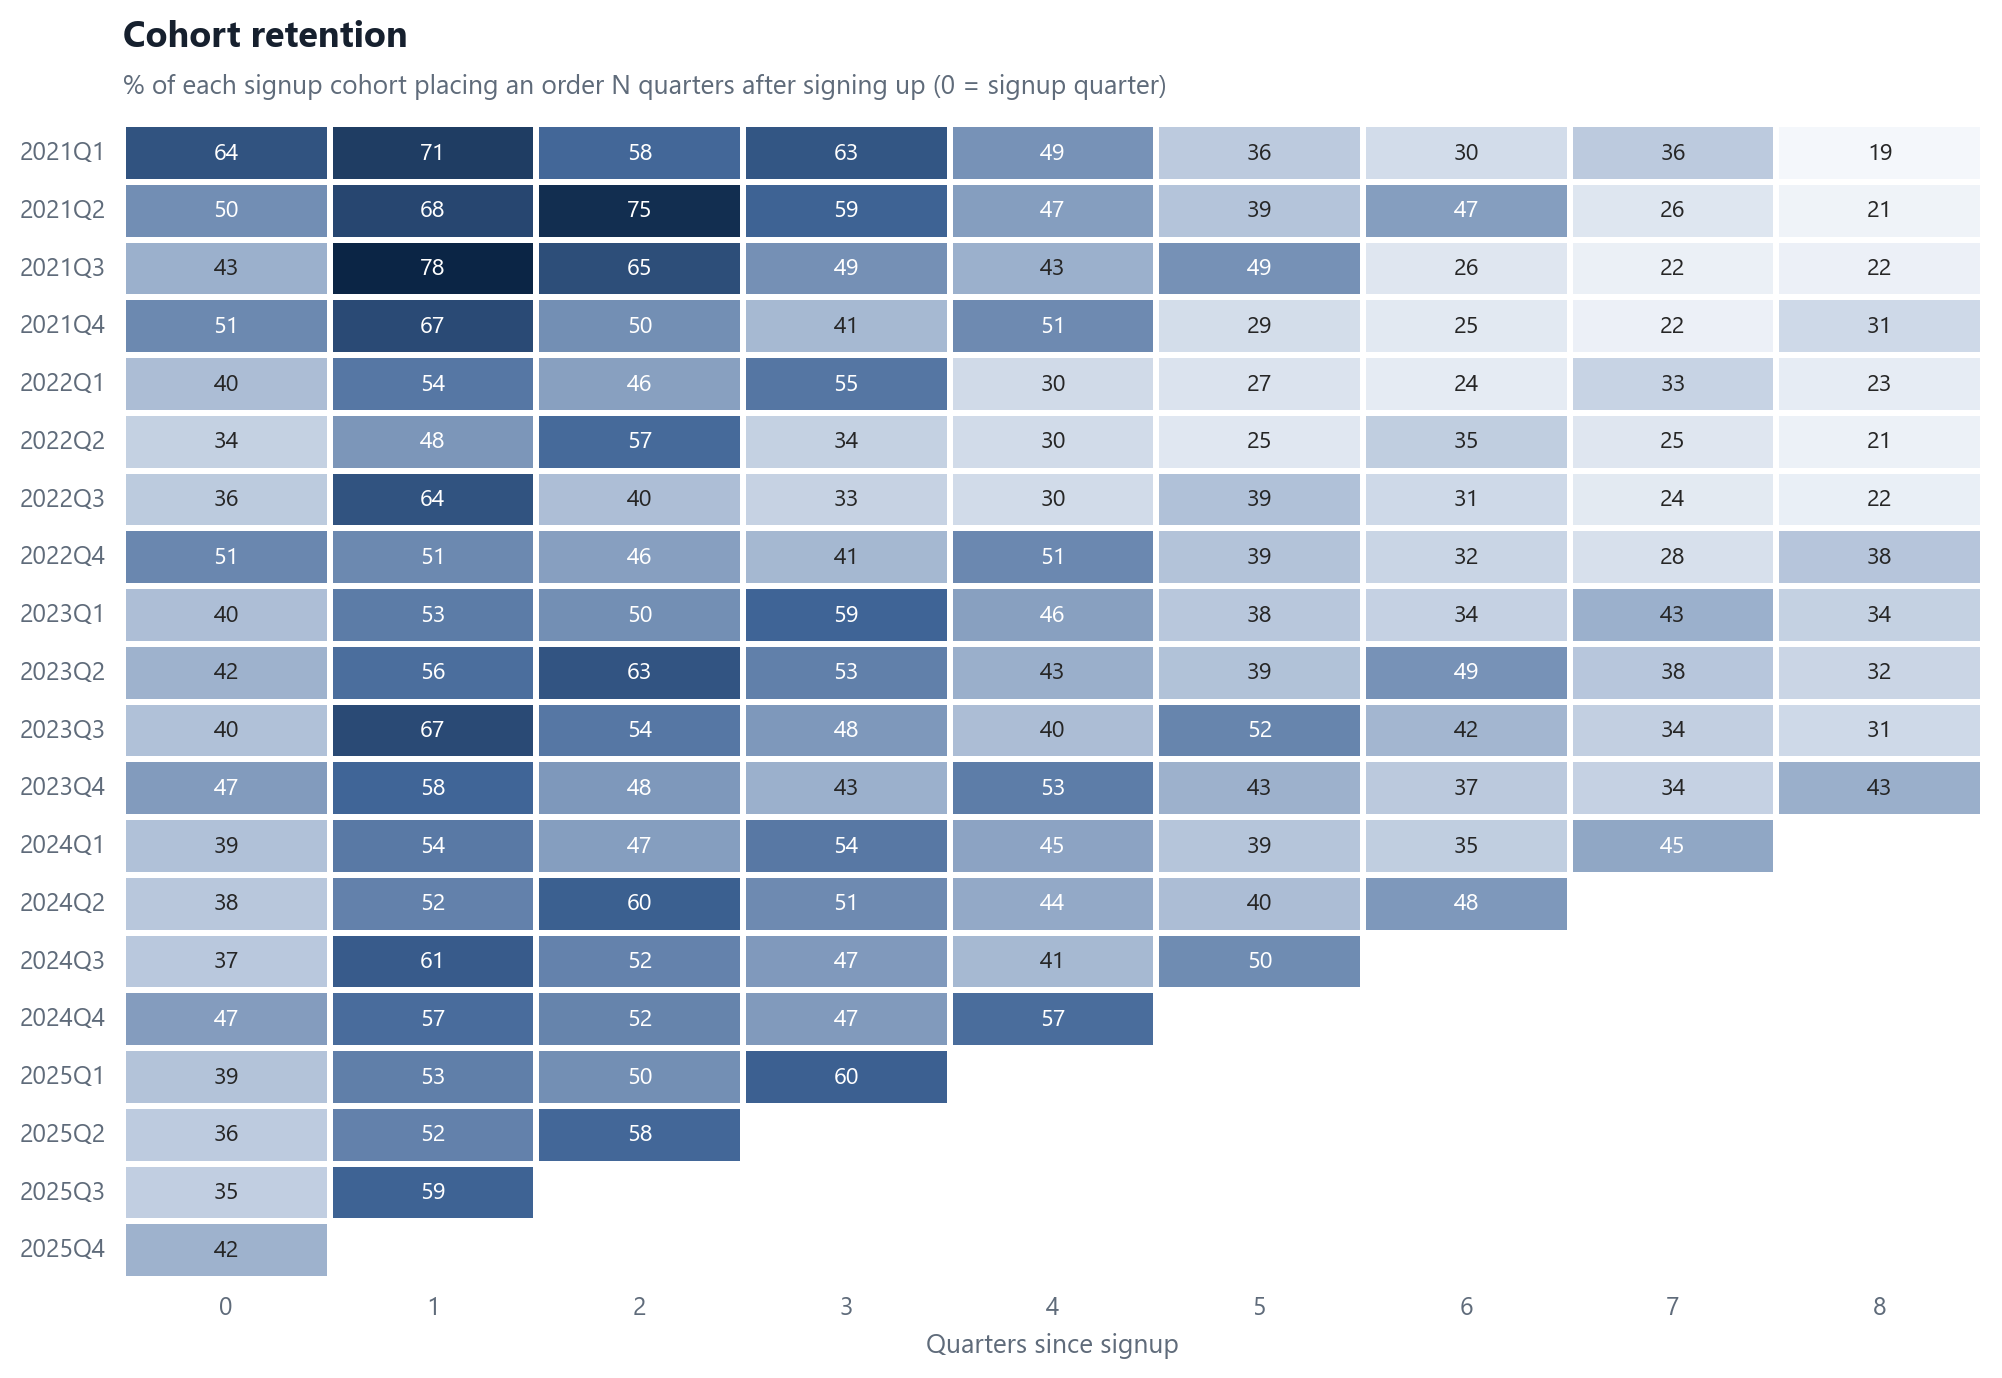 Cohort retention
% of each signup cohort placing an order N quarters after signing up (0 = signup quarter)
2021Q1 64 71 58 63 49 36 30 36 19
2021Q2 50 68 75 59 47 39 47 26 21
2021Q3 43 78 65 49 43 49 26 22 22
2021Q4 51 67 50 41 51 29 25 22 31
2022Q1 40 54 46 55 30 27 24 33 23
2022Q2 34 48 57 34 30 25 35 25 21
2022Q3 36 64 40 33 30 39 31 24 22
2022Q4 51 51 46 41 51 39 32 28 38
2023Q1 40 53 50 59 46 38 34 43 34
2023Q2 42 56 63 53 43 39 49 38 32
2023Q3 40 67 54 48 40 52 42 34 31
2023Q4 47 58 48 43 53 43 37 34 43
2024Q1 39 54 47 54 45 39 35 45
2024Q2 38 52 60 51 44 40 48
2024Q3 37 61 52 47 41 50
2024Q4 47 57 52 47 57
2025Q1 39 53 50 60
2025Q2 36 52 58
2025Q3 35 59
2025Q4 42
0 1 2 3 4 5 6 7 8
Quarters since signup